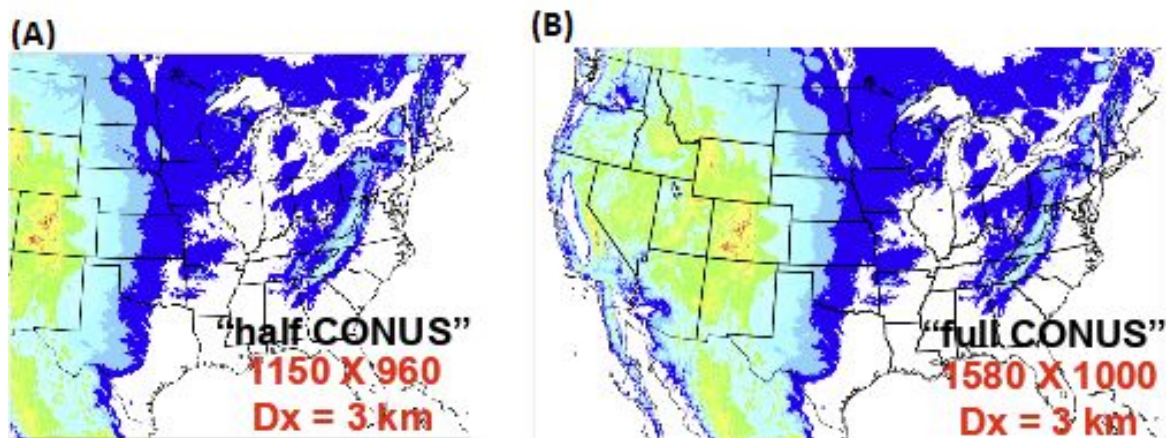 (A)
"half CONUS"
1150 X 960
Dx = 3 km
(B)
"full CONUS"
1580 X 1000
Dx = 3 km